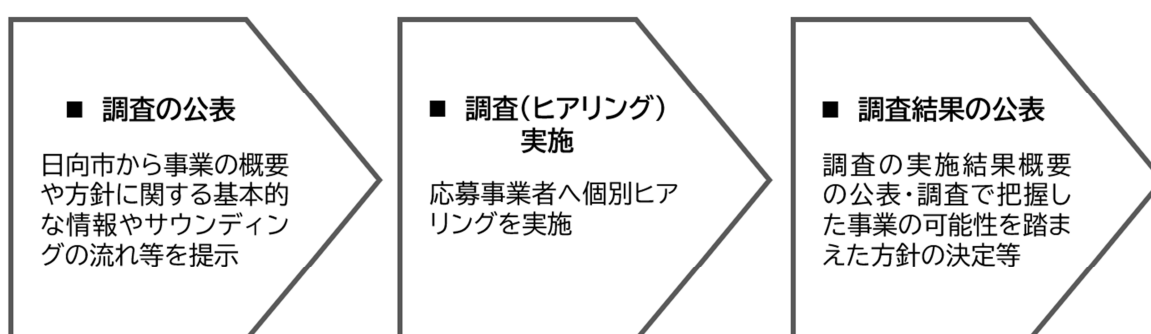 ■ 調査の公表
日向市から事業の概要
や方針に関する基本的
な情報やサウンディン
グの流れ等を提示
■ 調査(ヒアリング)
実施
応募事業者へ個別ヒア
リングを実施
■ 調査結果の公表
調査の実施結果概要
の公表・調査で把握し
た事業の可能性を踏ま
えた方針の決定等